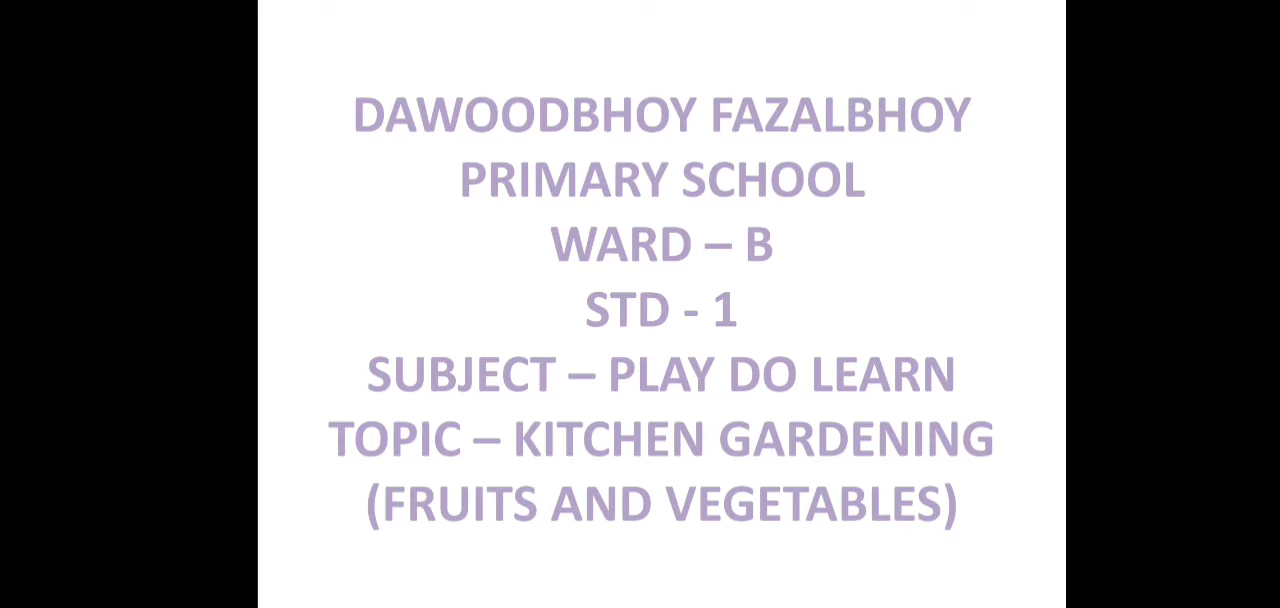 DAWOODBHOY FAZALBHOY
PRIMARY SCHOOL
WARD – B
STD - 1
SUBJECT – PLAY DO LEARN
TOPIC – KITCHEN GARDENING
(FRUITS AND VEGETABLES)